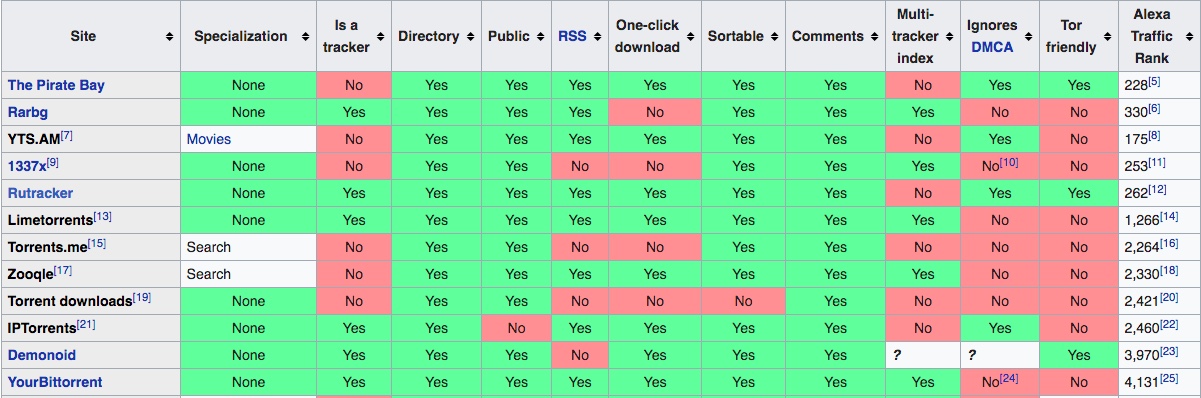 Site Specialization Is a tracker Directory Public RSS One-click download Sortable Comments Multi-tracker index Ignores DMCA Tor friendly Alexa Traffic Rank
The Pirate Bay None No Yes Yes Yes Yes Yes Yes No Yes Yes 228[5]
Rarbg None Yes Yes Yes Yes No Yes Yes Yes No No 330[6]
YTS.AM[7] Movies No Yes Yes Yes Yes Yes Yes No Yes No 175[8]
1337x[9] None No Yes Yes No No Yes Yes Yes No[10] No 253[11]
Rutracker None Yes Yes Yes Yes Yes Yes Yes No Yes Yes 262[12]
Limetorrents[13] None Yes Yes Yes Yes Yes Yes Yes Yes No No 1,266[14]
Torrents.me[15] Search No Yes Yes No No Yes Yes No No No 2,264[16]
Zooqle[17] Search No Yes Yes Yes Yes Yes Yes Yes No No 2,330[18]
Torrent downloads[19] None No Yes Yes No No No Yes No No No 2,421[20]
IPTorrents[21] None Yes Yes No Yes Yes Yes Yes No Yes No 2,460[22]
Demonoid None Yes Yes Yes No Yes Yes Yes ? ? Yes 3,970[23]
YourBittorrent None Yes Yes Yes Yes Yes Yes Yes Yes No[24] No 4,131[25]